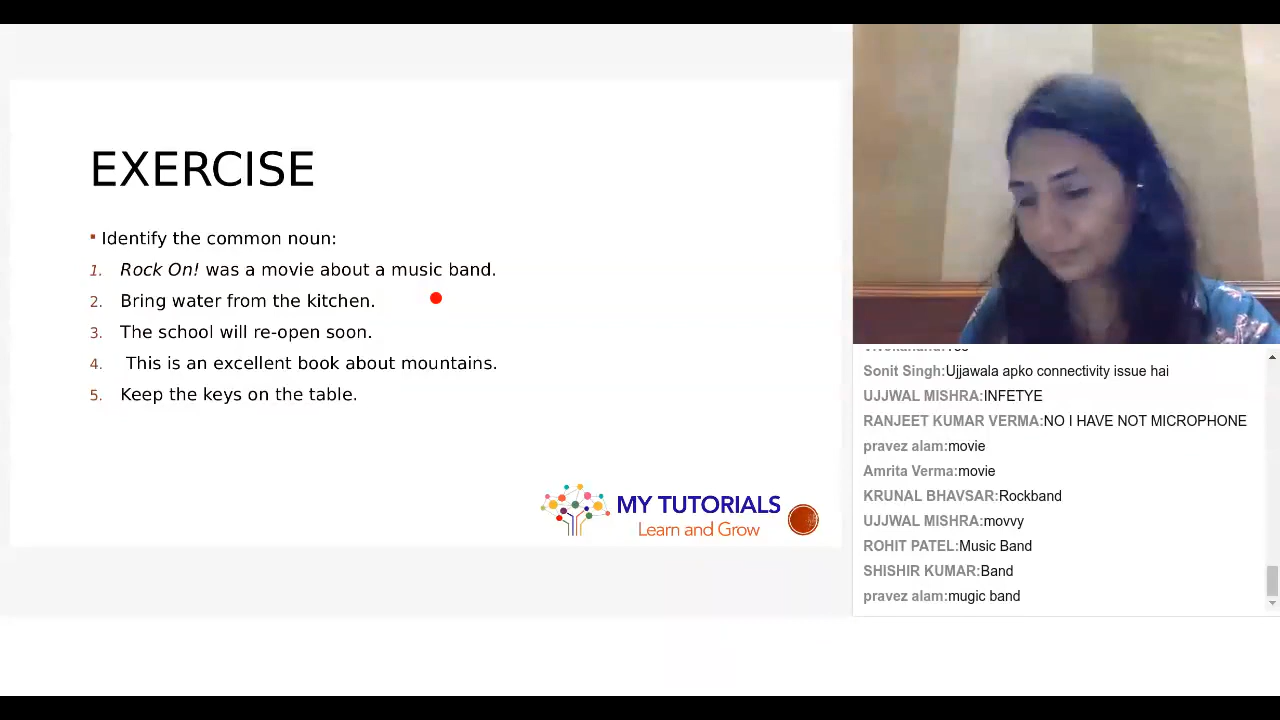 EXERCISE
▪ Identify the common noun:
1. Rock On! was a movie about a music band.
2. Bring water from the kitchen.
3. The school will re-open soon.
4. This is an excellent book about mountains.
5. Keep the keys on the table.
MY TUTORIALS
Learn and Grow
Sonit Singh:Ujjawala apko connectivity issue hai
UJJWAL MISHRA:INFETYE
RANJEET KUMAR VERMA:NO I HAVE NOT MICROPHONE
pravez alam:movie
Amrita Verma:movie
KRUNAL BHAVSAR:Rockband
UJJWAL MISHRA:movvy
ROHIT PATEL:Music Band
SHISHIR KUMAR:Band
pravez alam:mugic band